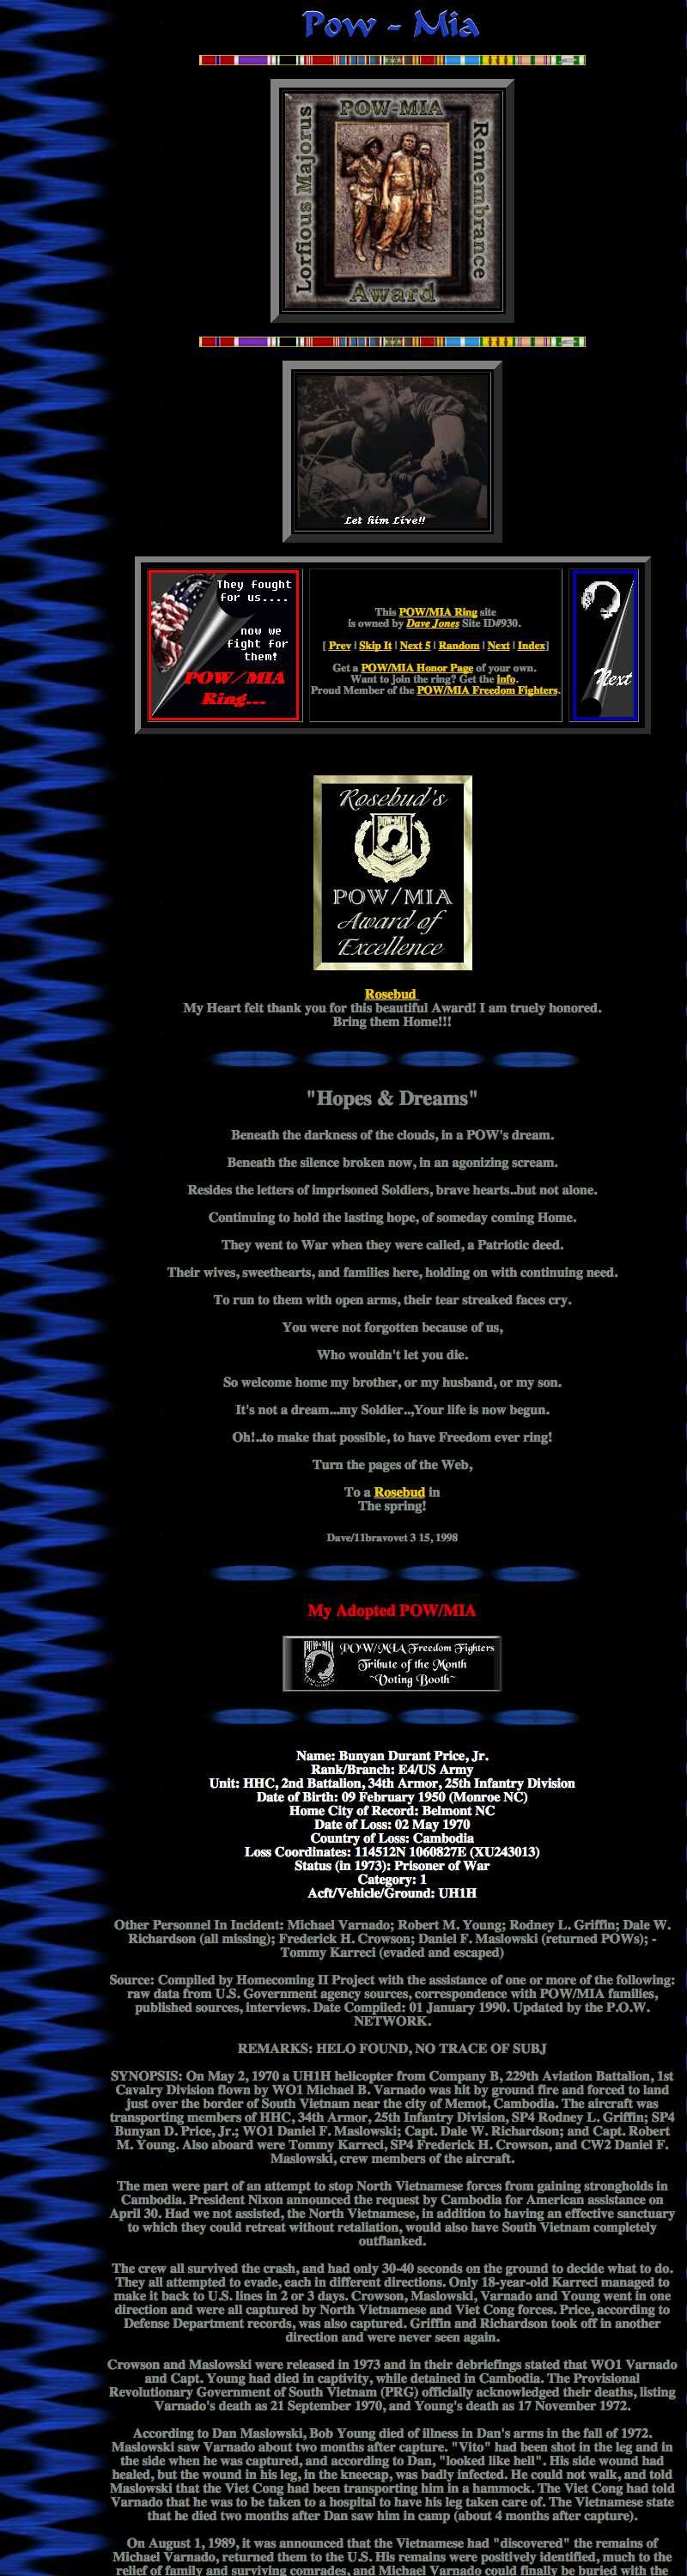 Pow - Mia
POW-MIA
Lorfious Majorus
Remembrance
Award
Let him Live!!
They fought
for us....
now we
fight for
them!
POW/MIA
Ring...
This POW/MIA Ring site
is owned by Dave Jones Site ID#930.
[ Prev | Skip It | Next 5 | Random | Next | Index]
Get a POW/MIA Honor Page of your own.
Want to join the ring? Get the info.
Proud Member of the POW/MIA Freedom Fighters.
Next
Rosebud's
POW-MIA
POW/MIA
Award of
Excellence
Rosebud
My Heart felt thank you for this beautiful Award! I am truely honored.
Bring them Home!!!
"Hopes & Dreams"
Beneath the darkness of the clouds, in a POW's dream.
Beneath the silence broken now, in an agonizing scream.
Resides the letters of imprisoned Soldiers, brave hearts..but not alone.
Continuing to hold the lasting hope, of someday coming Home.
They went to War when they were called, a Patriotic deed.
Their wives, sweethearts, and families here, holding on with continuing need.
To run to them with open arms, their tear streaked faces cry.
You were not forgotten because of us,
Who wouldn't let you die.
So welcome home my brother, or my husband, or my son.
It's not a dream...my Soldier..,Your life is now begun.
Oh!..to make that possible, to have Freedom ever ring!
Turn the pages of the Web,
To a Rosebud in
The spring!
Dave/11bravovet 3 15, 1998
My Adopted POW/MIA
POW/MIA Freedom Fighters
Tribute of the Month
~Voting Booth~
Name: Bunyan Durant Price, Jr.
Rank/Branch: E4/US Army
Unit: HHC, 2nd Battalion, 34th Armor, 25th Infantry Division
Date of Birth: 09 February 1950 (Monroe NC)
Home City of Record: Belmont NC
Date of Loss: 02 May 1970
Country of Loss: Cambodia
Loss Coordinates: 114512N 1060827E (XU243013)
Status (in 1973): Prisoner of War
Category: 1
Acft/Vehicle/Ground: UH1H
Other Personnel In Incident: Michael Varnado; Robert M. Young; Rodney L. Griffin; Dale W.
Richardson (all missing); Frederick H. Crowson; Daniel F. Maslowski (returned POWs); -
Tommy Karreci (evaded and escaped)
Source: Compiled by Homecoming II Project with the assistance of one or more of the following:
raw data from U.S. Government agency sources, correspondence with POW/MIA families,
published sources, interviews. Date Compiled: 01 January 1990. Updated by the P.O.W.
NETWORK.
REMARKS: HELO FOUND, NO TRACE OF SUBJ
SYNOPSIS: On May 2, 1970 a UH1H helicopter from Company B, 229th Aviation Battalion, 1st
Cavalry Division flown by WO1 Michael B. Varnado was hit by ground fire and forced to land
just over the border of South Vietnam near the city of Memot, Cambodia. The aircraft was
transporting members of HHC, 34th Armor, 25th Infantry Division, SP4 Rodney L. Griffin; SP4
Bunyan D. Price, Jr.; WO1 Daniel F. Maslowski; Capt. Dale W. Richardson; and Capt. Robert
M. Young. Also aboard were Tommy Karreci, SP4 Frederick H. Crowson, and CW2 Daniel F.
Maslowski, crew members of the aircraft.
The men were part of an attempt to stop North Vietnamese forces from gaining strongholds in
Cambodia. President Nixon announced the request by Cambodia for American assistance on
April 30. Had we not assisted, the North Vietnamese, in addition to having an effective sanctuary
to which they could retreat without retaliation, would also have South Vietnam completely
outflanked.
The crew all survived the crash, and had only 30-40 seconds on the ground to decide what to do.
They all attempted to evade, each in different directions. Only 18-year-old Karreci managed to
make it back to U.S. lines in 2 or 3 days. Crowson, Maslowski, Varnado and Young went in one
direction and were all captured by North Vietnamese and Viet Cong forces. Price, according to
Defense Department records, was also captured. Griffin and Richardson took off in another
direction and were never seen again.
Crowson and Maslowski were released in 1973 and in their debriefings stated that WO1 Varnado
and Capt. Young had died in captivity, while detained in Cambodia. The Provisional
Revolutionary Government of South Vietnam (PRG) officially acknowledged their deaths, listing
Varnado's death as 21 September 1970, and Young's death as 17 November 1972.
According to Dan Maslowski, Bob Young died of illness in Dan's arms in the fall of 1972.
Maslowski saw Varnado about two months after capture. "Vito" had been shot in the leg and in
the side when he was captured, and according to Dan, "looked like hell". His side wound had
healed, but the wound in his leg, in the kneecap, was badly infected. He could not walk, and told
Maslowski that the Viet Cong had been transporting him in a hammock. The Viet Cong had told
Varnado that he was to be taken to a hospital to have his leg taken care of. The Vietnamese state
that he died two months after Dan saw him in camp (about 4 months after capture).
On August 1, 1989, it was announced that the Vietnamese had "discovered" the remains of
Michael Varnado, returned them to the U.S. His remains were positively identified, much to the
relief of family and surviving comrades, and Michael Varnado could finally be buried with the